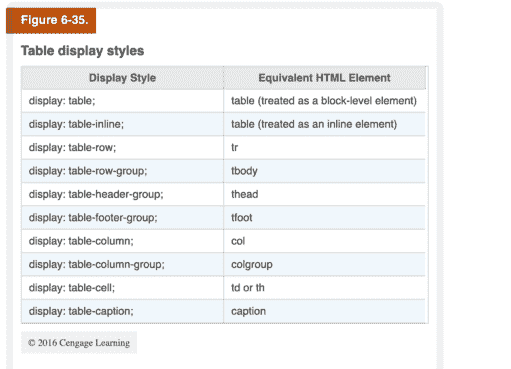 Figure 6-35.
Table display styles
Display Style Equivalent HTML Element
display: table; table (treated as a block-level element)
display: table-inline; table (treated as an inline element)
display: table-row; tr
display: table-row-group; tbody
display: table-header-group; thead
display: table-footer-group; tfoot
display: table-column; col
display: table-column-group; colgroup
display: table-cell; td or th
display: table-caption; caption
© 2016 Cengage Learning